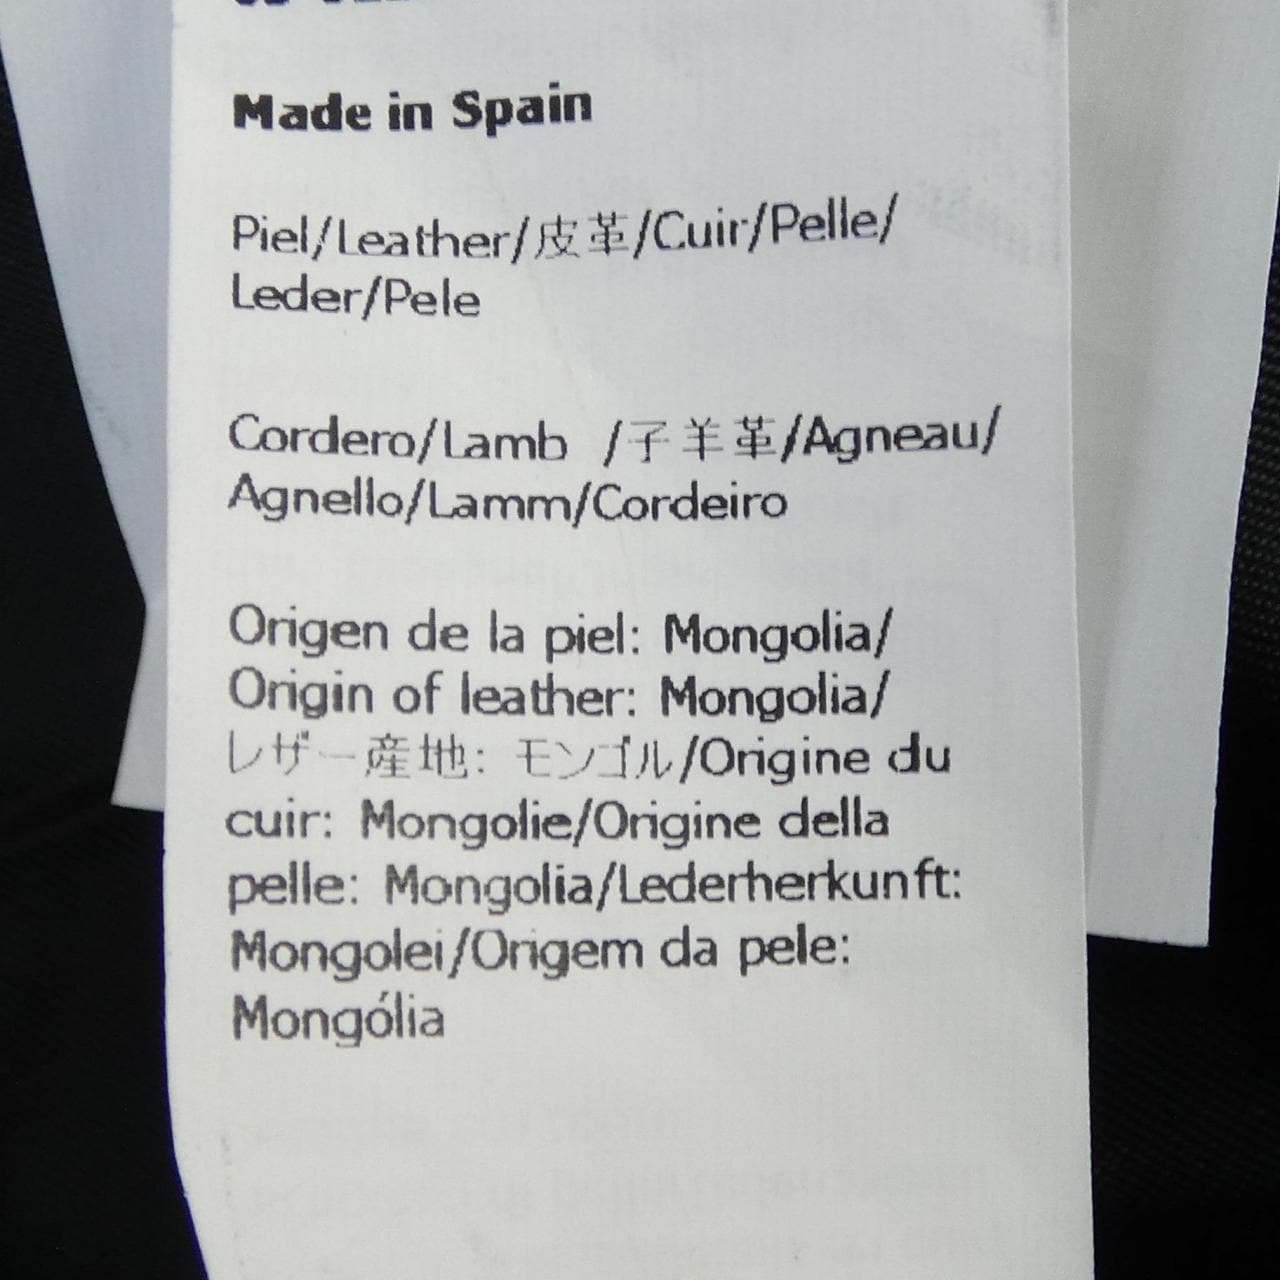 Made in Spain
Piel/Leather/皮革/Cuir/Pelle/
Leder/Pele
Cordero/Lamb /子羊革/Agneau/
Agnello/Lamm/Cordeiro
Origen de la piel: Mongolia/
Origin of leather: Mongolia/
レザー産地: モンゴル/Origine du
cuir: Mongolie/Origine della
pelle: Mongolia/Lederherkunft:
Mongolei/Origem da pele:
Mongólia